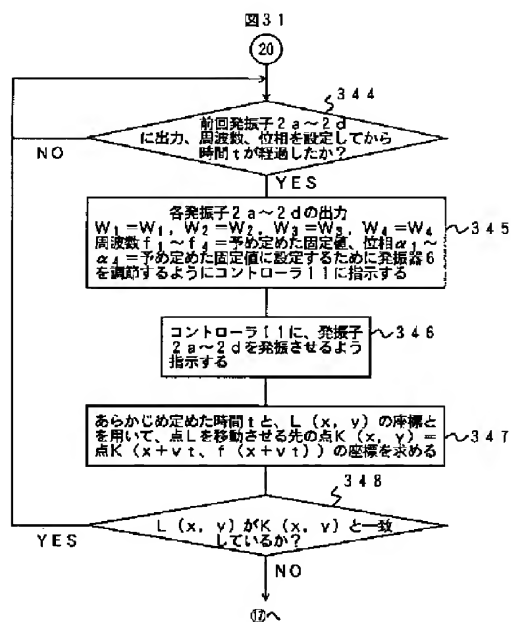 図31
20
344
前回発振子2a~2d
に出力、周波数、位相を設定してから
時間tが経過したか?
NO
YES
各発振子2a~2dの出力
W₁=W₁, W₂=W₂, W₃=W₃, W₄=W₄
周波数f₁~f₄=予め定めた固定値、位相α₁~
α₄=予め定めた固定値に設定するために発振器6
を調節するようにコントローラ11に指示する
345
コントローラ11に、発振子
2a~2dを発振させるよう
指示する
346
あらかじめ定めた時間tと、L(x, y)の座標と
を用いて、点Lを移動させる先の点K(x, y)=
点K(x+vt、f(x+vt))の座標を求める
347
348
L(x, y)がK(x, y)と一致
しているか?
YES
NO
⑰へ